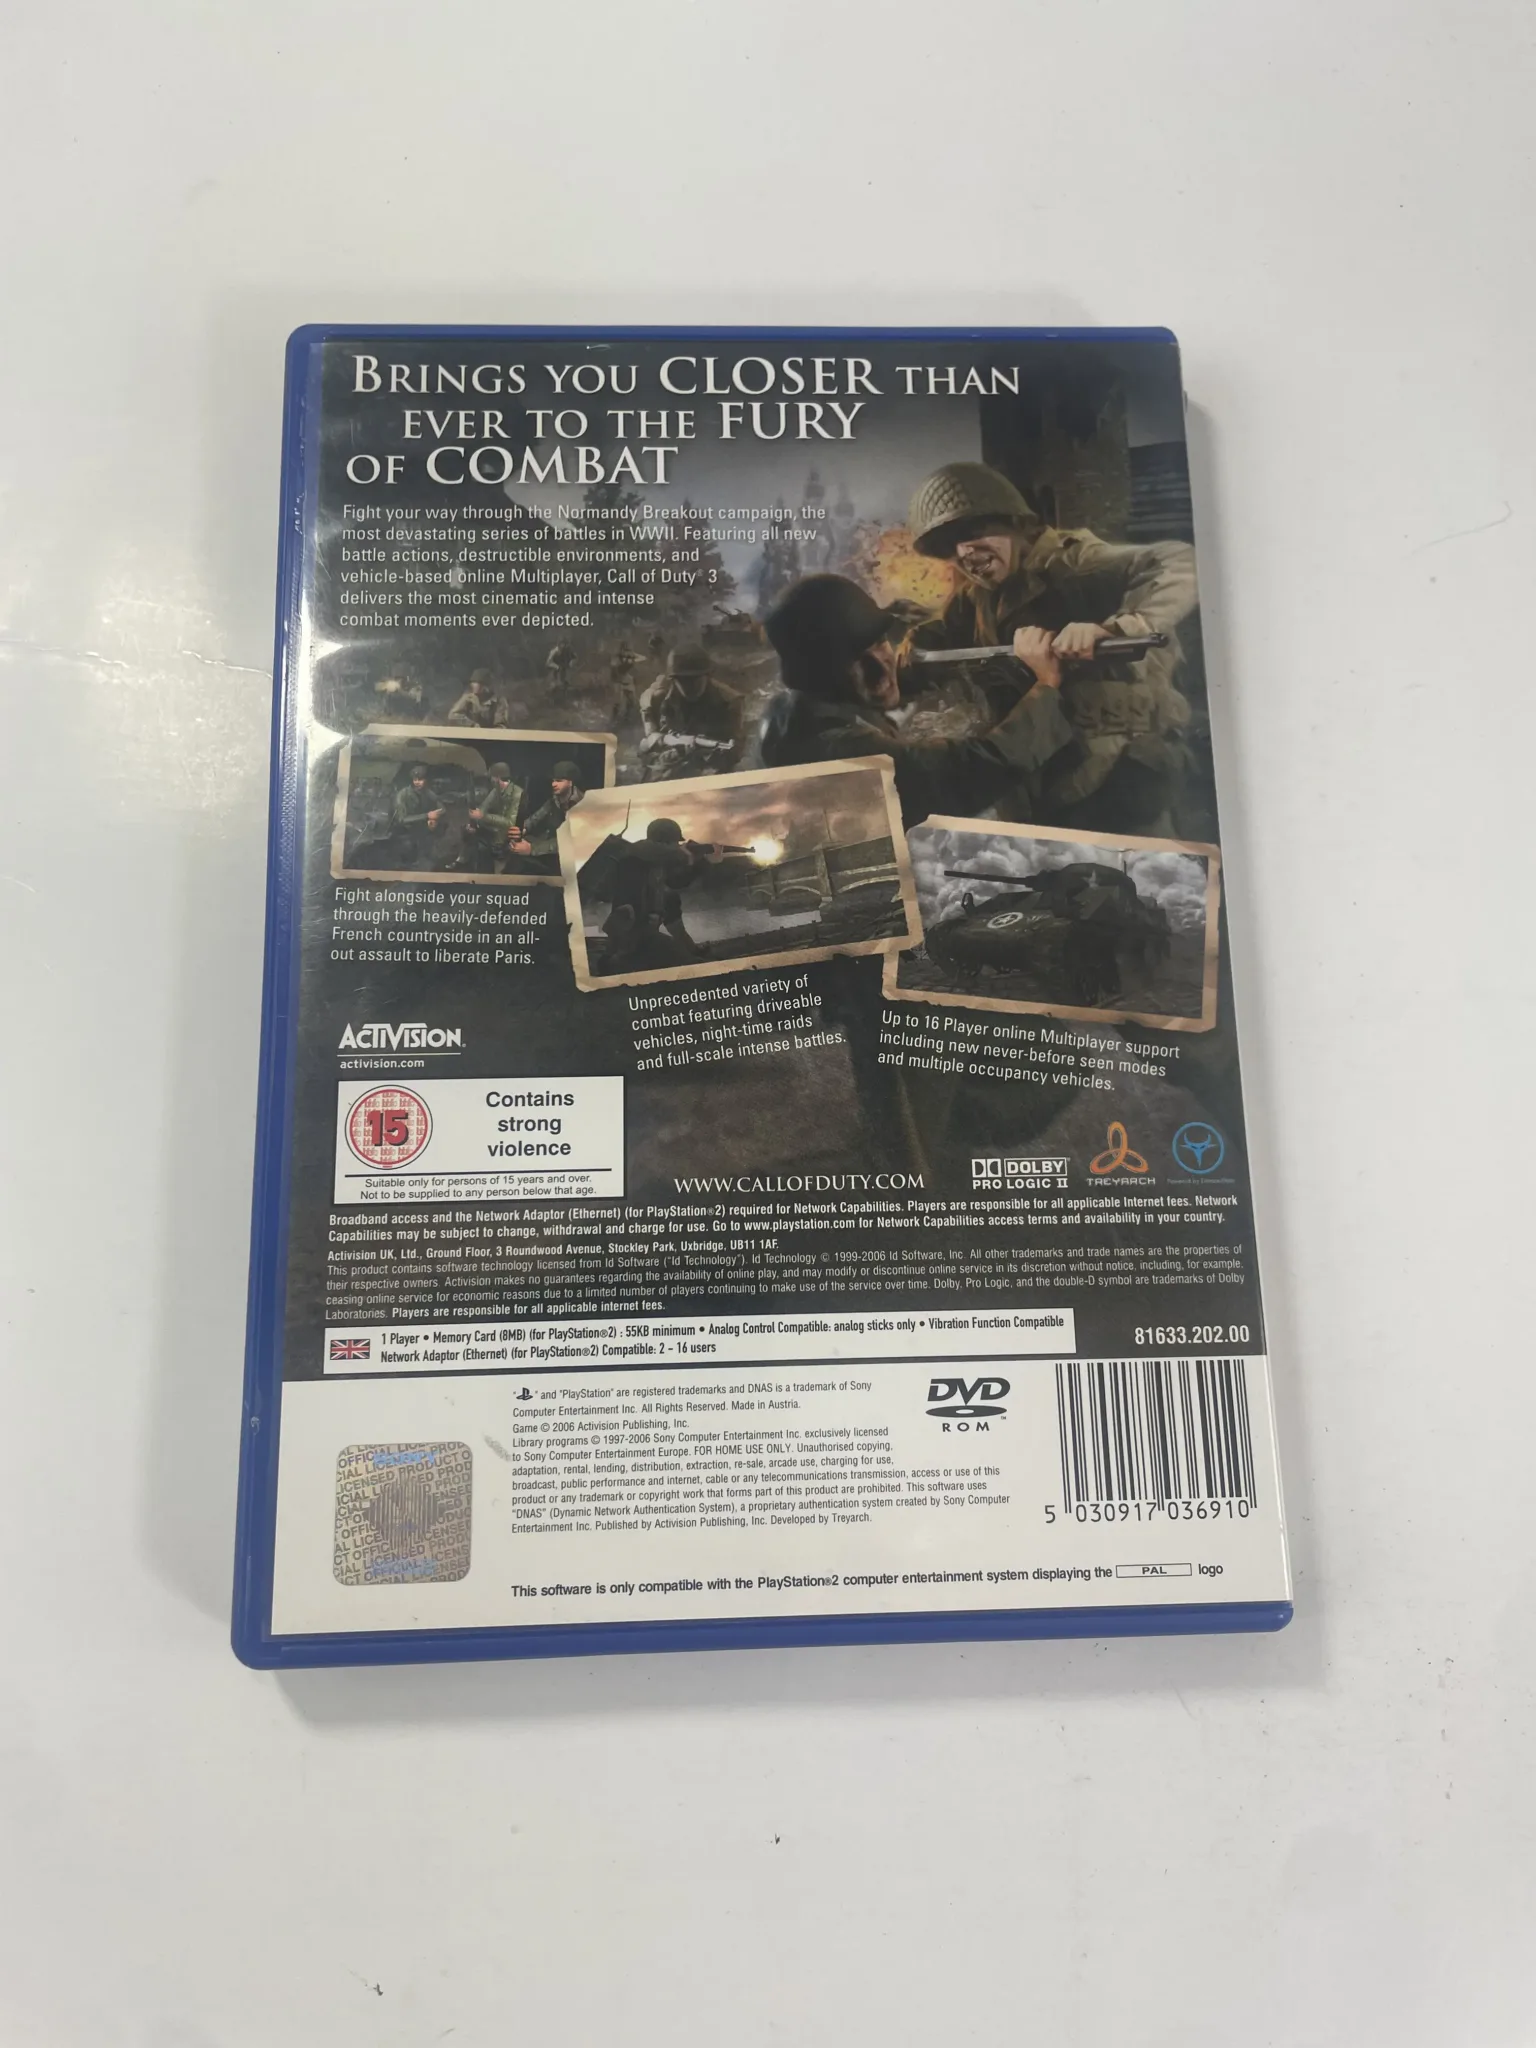 BRINGS YOU CLOSER THAN
EVER TO THE FURY
OF COMBAT
Fight your way through the Normandy Breakout campaign, the
most devastating series of battles in WWII. Featuring all new
battle actions, destructible environments, and
vehicle-based online Multiplayer, Call of Duty® 3
delivers the most cinematic and intense
combat moments ever depicted.
Fight alongside your squad
through the heavily-defended
French countryside in an all-
out assault to liberate Paris.
Unprecedented variety of
combat featuring driveable
vehicles, night-time raids
and full-scale intense battles.
Up to 16 Player online Multiplayer support
including new never-before seen modes
and multiple occupancy vehicles.
ACTIVISION®
activision.com
15
Contains
strong
violence
Suitable only for persons of 15 years and over.
Not to be supplied to any person below that age.
WWW.CALLOFDUTY.COM
DOLBY
PRO LOGIC II
TREYARCH
Broadband access and the Network Adaptor (Ethernet) (for PlayStation®2) required for Network Capabilities. Players are responsible for all applicable Internet fees. Network
Capabilities may be subject to change, withdrawal and charge for use. Go to www.playstation.com for Network Capabilities access terms and availability in your country.
Activision UK, Ltd., Ground Floor, 3 Roundwood Avenue, Stockley Park, Uxbridge, UB11 1AF.
This product contains software technology licensed from Id Software ("Id Technology"). Id Technology © 1999-2006 Id Software, Inc. All other trademarks and trade names are the properties of
their respective owners. Activision makes no guarantees regarding the availability of online play, and may modify or discontinue online service in its discretion without notice, including, for example,
ceasing online service for economic reasons due to a limited number of players continuing to make use of the service over time. Dolby, Pro Logic, and the double-D symbol are trademarks of Dolby
Laboratories. Players are responsible for all applicable internet fees.
1 Player • Memory Card (8MB) (for PlayStation®2) : 55KB minimum • Analog Control Compatible: analog sticks only • Vibration Function Compatible
Network Adaptor (Ethernet) (for PlayStation®2) Compatible: 2 – 16 users
81633.202.00
" " and "PlayStation" are registered trademarks and DNAS is a trademark of Sony
Computer Entertainment Inc. All Rights Reserved. Made in Austria.
Game © 2006 Activision Publishing, Inc.
Library programs © 1997-2006 Sony Computer Entertainment Inc. exclusively licensed
to Sony Computer Entertainment Europe. FOR HOME USE ONLY. Unauthorised copying,
adaptation, rental, lending, distribution, extraction, re-sale, arcade use, charging for use,
broadcast, public performance and internet, cable or any telecommunications transmission, access or use of this
product or any trademark or copyright work that forms part of this product are prohibited. This software uses
"DNAS" (Dynamic Network Authentication System), a proprietary authentication system created by Sony Computer
Entertainment Inc. Published by Activision Publishing, Inc. Developed by Treyarch.
DVD™
ROM
5 030917 036910
OFFICIAL LICENSED PRODUCT
This software is only compatible with the PlayStation®2 computer entertainment system displaying the PAL logo